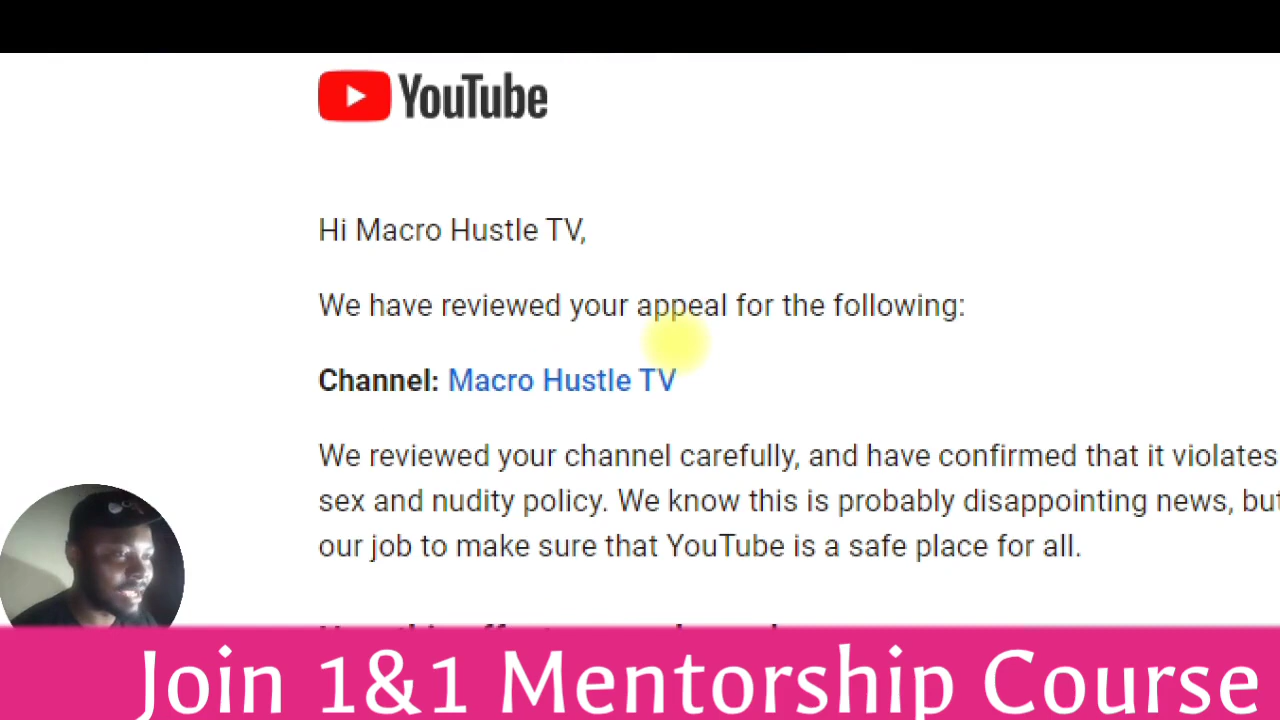 YouTube
Hi Macro Hustle TV,
We have reviewed your appeal for the following:
Channel: Macro Hustle TV
We reviewed your channel carefully, and have confirmed that it violates
sex and nudity policy. We know this is probably disappointing news, but
our job to make sure that YouTube is a safe place for all.
Join 1&1 Mentorship Course